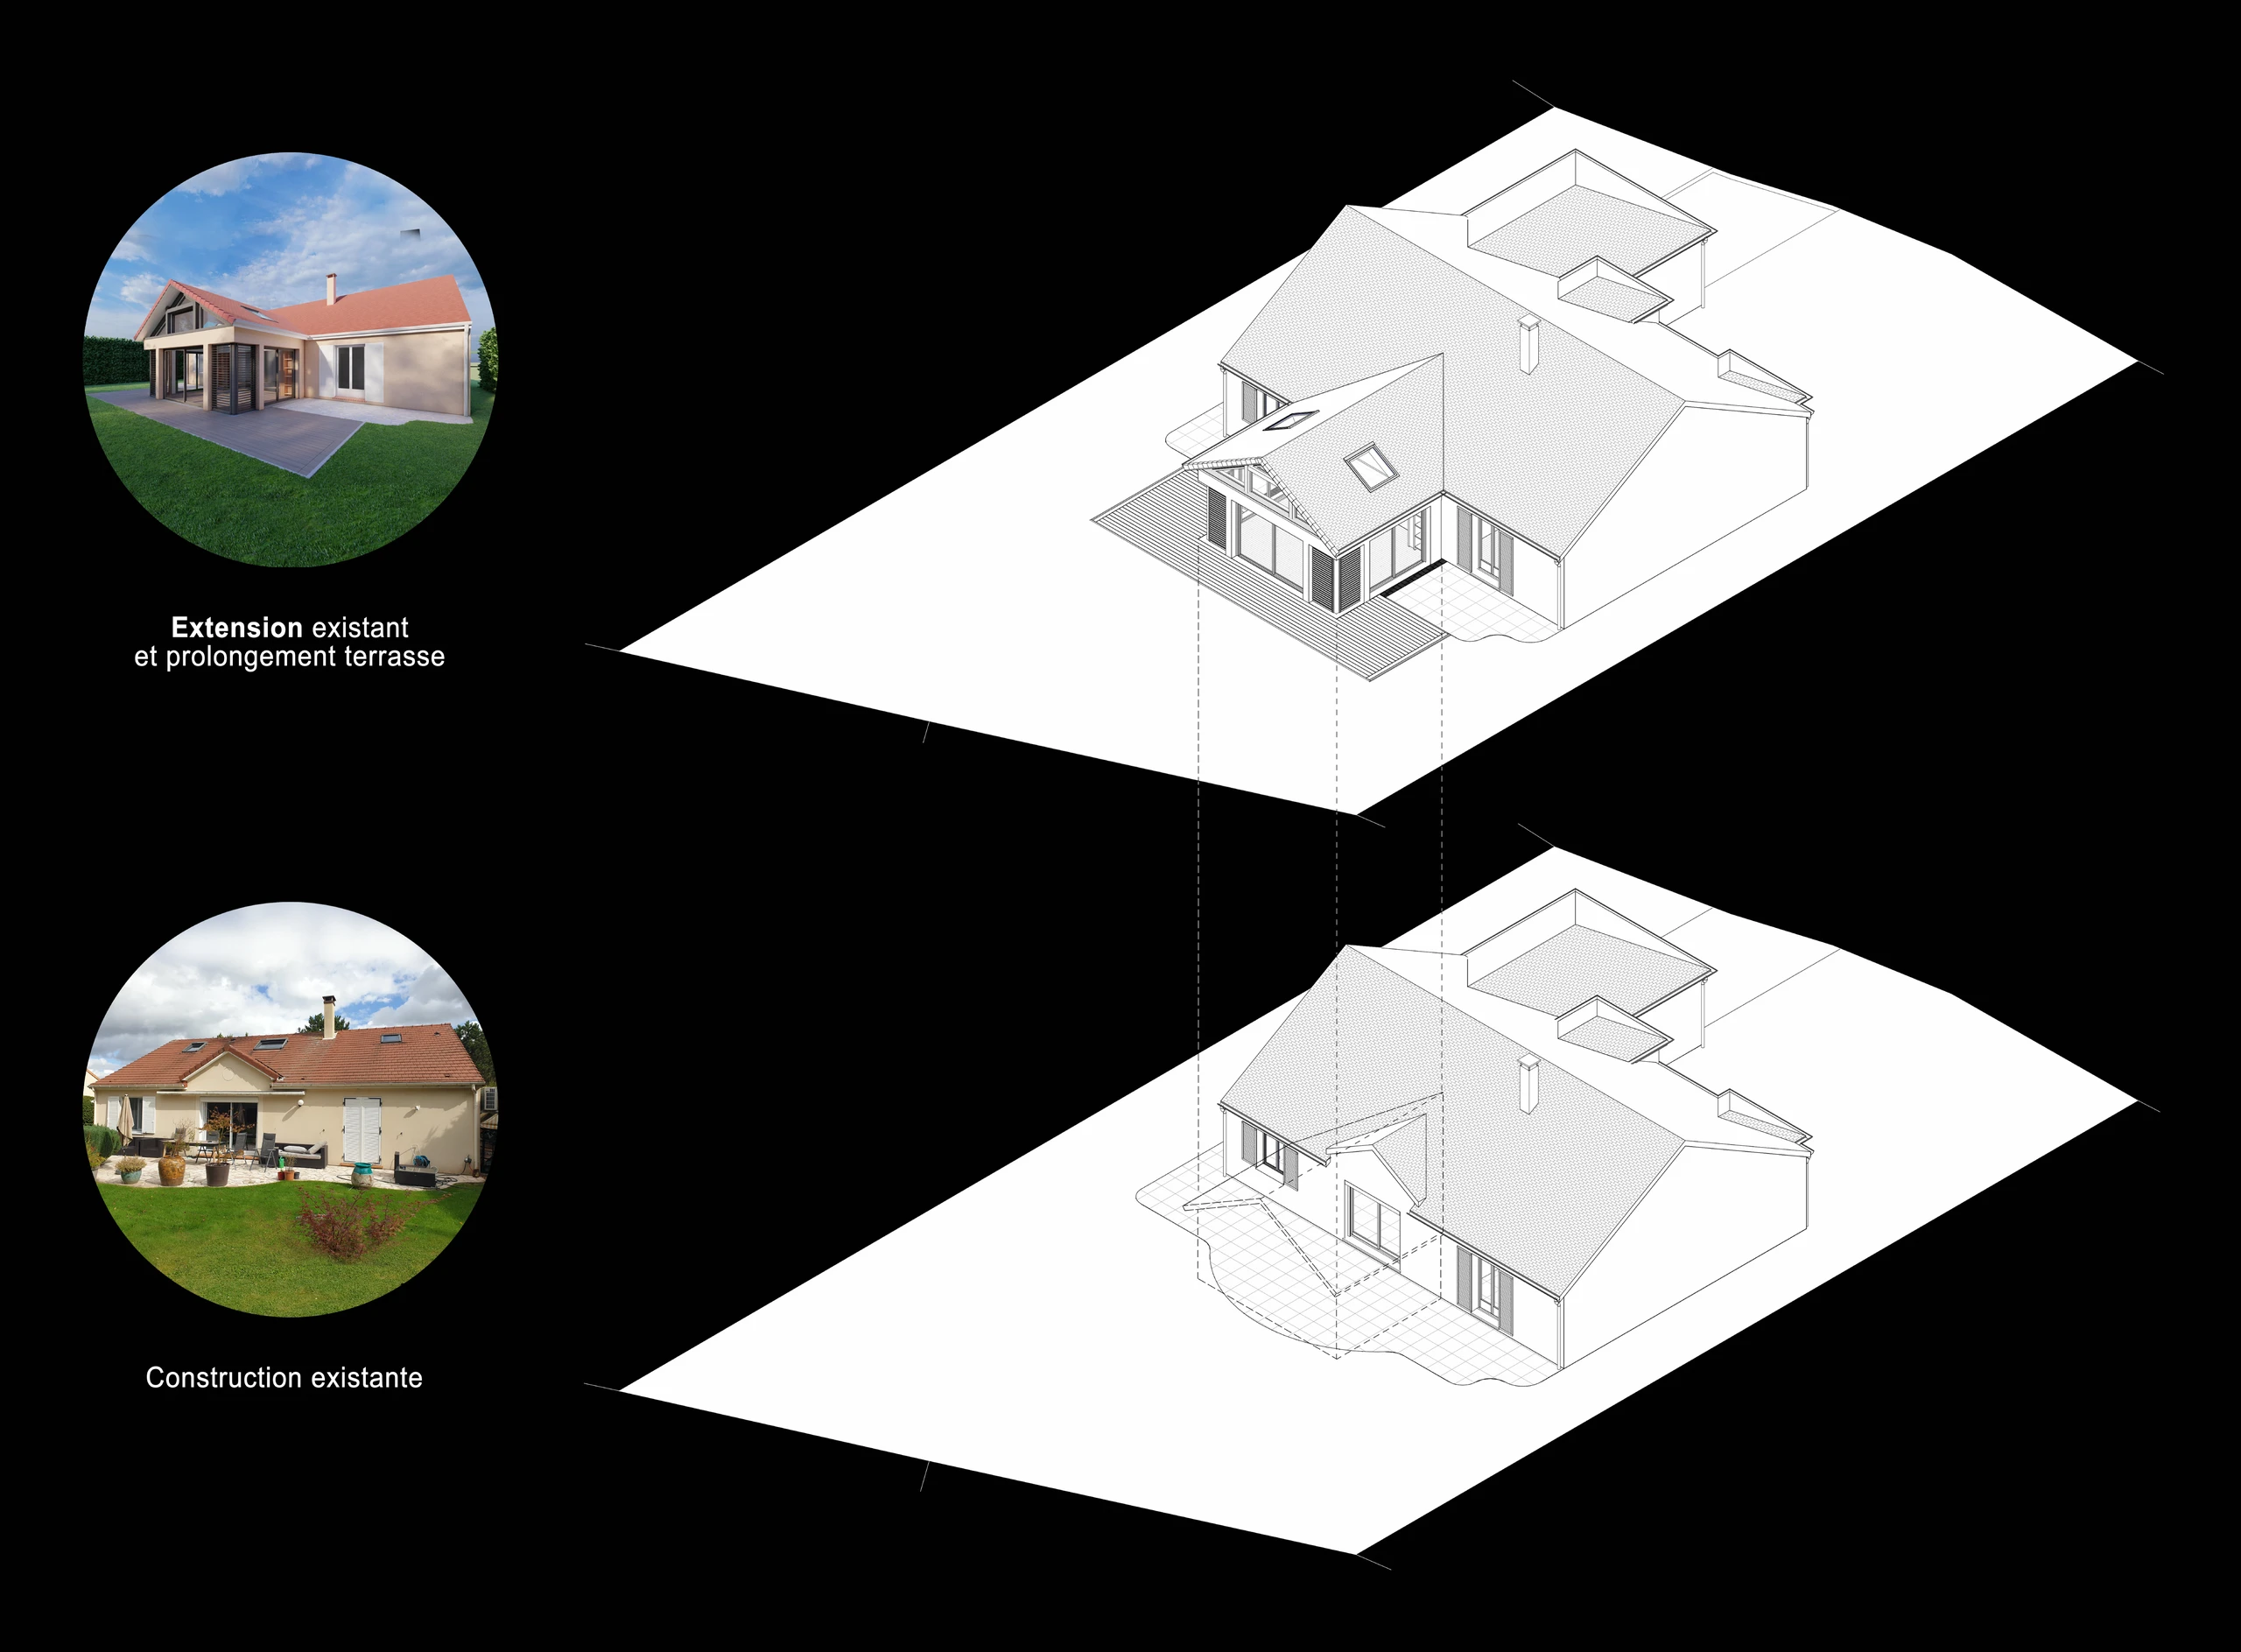 Extension existant
et prolongement terrasse
Construction existante